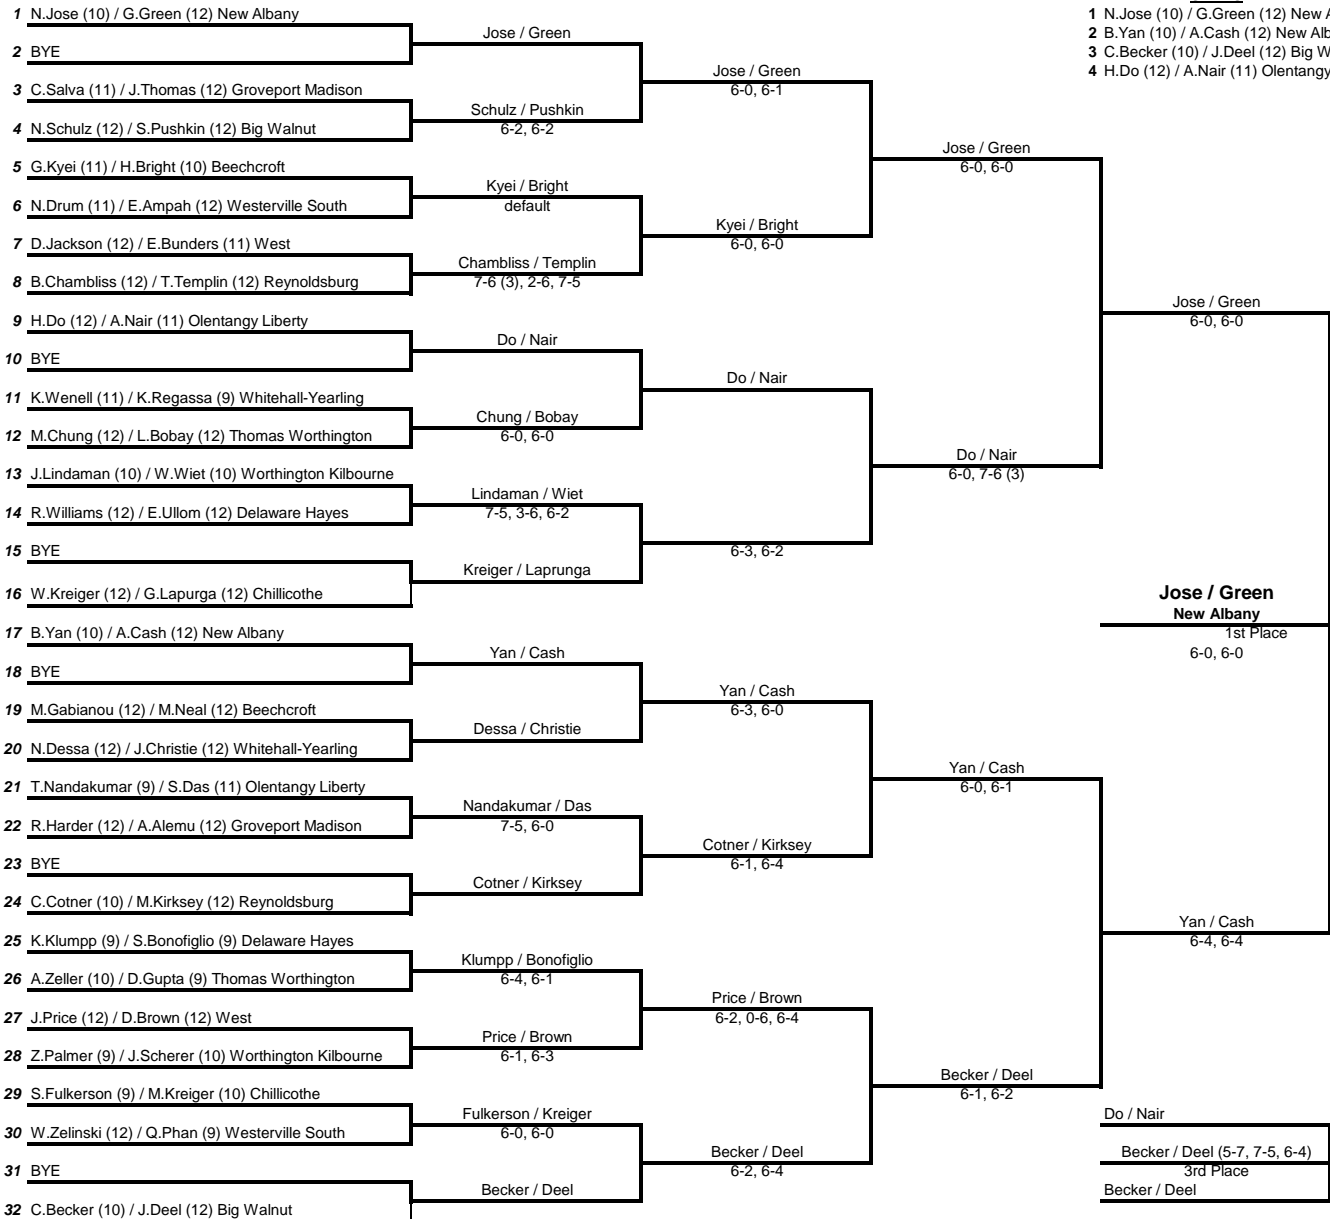 1 N.Jose (10) / G.Green (12) New Albany
2 BYE
3 C.Salva (11) / J.Thomas (12) Groveport Madison
4 N.Schulz (12) / S.Pushkin (12) Big Walnut
5 G.Kyei (11) / H.Bright (10) Beechcroft
6 N.Drum (11) / E.Ampah (12) Westerville South
7 D.Jackson (12) / E.Bunders (11) West
8 B.Chambliss (12) / T.Templin (12) Reynoldsburg
9 H.Do (12) / A.Nair (11) Olentangy Liberty
10 BYE
11 K.Wenell (11) / K.Regassa (9) Whitehall-Yearling
12 M.Chung (12) / L.Bobay (12) Thomas Worthington
13 J.Lindaman (10) / W.Wiet (10) Worthington Kilbourne
14 R.Williams (12) / E.Ullom (12) Delaware Hayes
15 BYE
16 W.Kreiger (12) / G.Lapurga (12) Chillicothe
17 B.Yan (10) / A.Cash (12) New Albany
18 BYE
19 M.Gabianou (12) / M.Neal (12) Beechcroft
20 N.Dessa (12) / J.Christie (12) Whitehall-Yearling
21 T.Nandakumar (9) / S.Das (11) Olentangy Liberty
22 R.Harder (12) / A.Alemu (12) Groveport Madison
23 BYE
24 C.Cotner (10) / M.Kirksey (12) Reynoldsburg
25 K.Klumpp (9) / S.Bonofiglio (9) Delaware Hayes
26 A.Zeller (10) / D.Gupta (9) Thomas Worthington
27 J.Price (12) / D.Brown (12) West
28 Z.Palmer (9) / J.Scherer (10) Worthington Kilbourne
29 S.Fulkerson (9) / M.Kreiger (10) Chillicothe
30 W.Zelinski (12) / Q.Phan (9) Westerville South
31 BYE
32 C.Becker (10) / J.Deel (12) Big Walnut
Jose / Green
Schulz / Pushkin
6-2, 6-2
Kyei / Bright
default
Chambliss / Templin
7-6 (3), 2-6, 7-5
Do / Nair
Chung / Bobay
6-0, 6-0
Lindaman / Wiet
7-5, 3-6, 6-2
Kreiger / Laprunga
Yan / Cash
Dessa / Christie
Nandakumar / Das
7-5, 6-0
Cotner / Kirksey
Klumpp / Bonofiglio
6-4, 6-1
Price / Brown
6-1, 6-3
Fulkerson / Kreiger
6-0, 6-0
Becker / Deel
Jose / Green
6-0, 6-1
Kyei / Bright
6-0, 6-0
Do / Nair
6-3, 6-2
Yan / Cash
6-3, 6-0
Cotner / Kirksey
6-1, 6-4
Price / Brown
6-2, 0-6, 6-4
Becker / Deel
6-2, 6-4
Jose / Green
6-0, 6-0
Do / Nair
6-0, 7-6 (3)
Yan / Cash
6-0, 6-1
Becker / Deel
6-1, 6-2
1 N.Jose (10) / G.Green (12) New
2 B.Yan (10) / A.Cash (12) New
3 C.Becker (10) / J.Deel (12) Big
4 H.Do (12) / A.Nair (11) Olentangy
Jose / Green
6-0, 6-0
Jose / Green
New Albany
1st Place
6-0, 6-0
Yan / Cash
6-4, 6-4
Do / Nair
Becker / Deel (5-7, 7-5, 6-4)
3rd Place
Becker / Deel